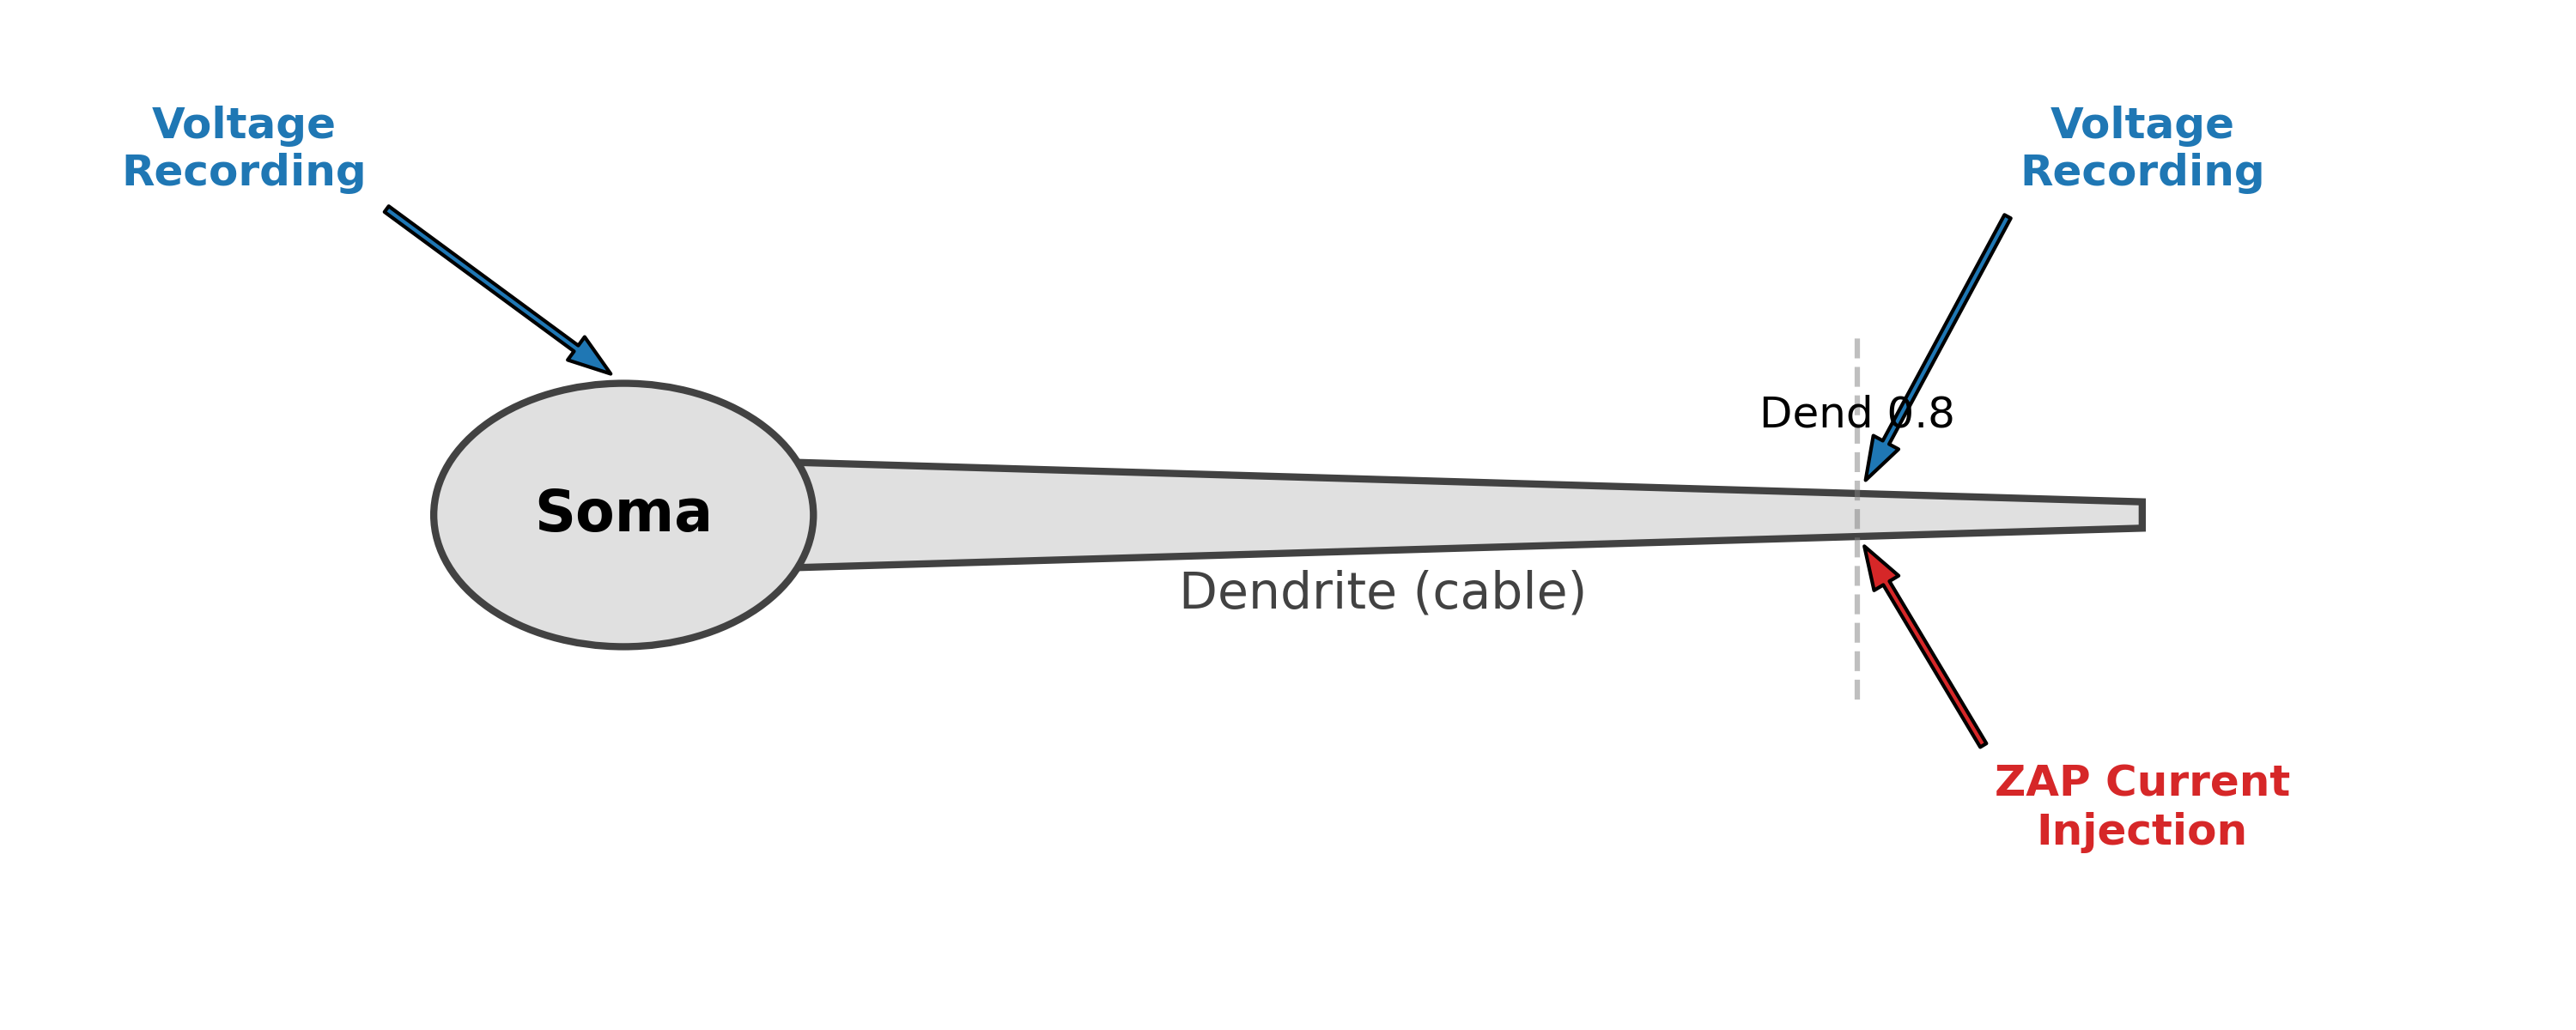 Voltage
Recording
Voltage
Recording
Dend 0.8
Soma
Dendrite (cable)
ZAP Current
Injection